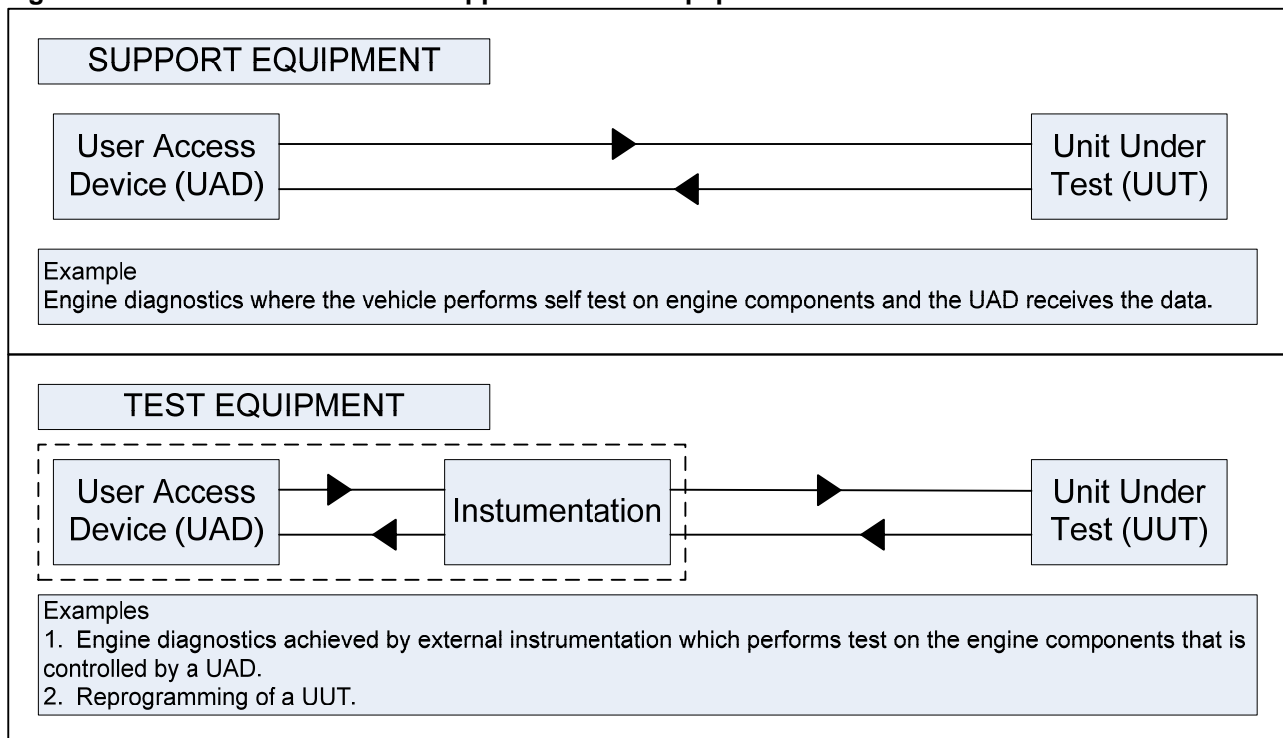 SUPPORT EQUIPMENT
User Access
Device (UAD)
Unit Under
Test (UUT)
Example
Engine diagnostics where the vehicle performs self test on engine components and the UAD receives the data.
TEST EQUIPMENT
User Access
Device (UAD)
Instumentation
Unit Under
Test (UUT)
Examples
1. Engine diagnostics achieved by external instrumentation which performs test on the engine components that is
controlled by a UAD.
2. Reprogramming of a UUT.